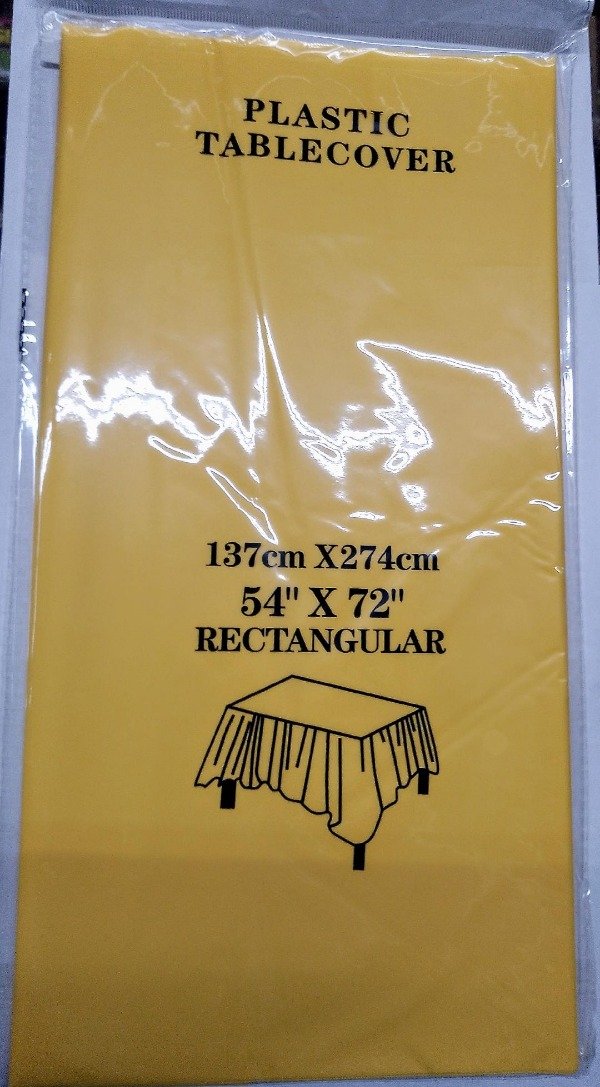 PLASTIC
TABLECOVER
137cm X274cm
54" X 72"
RECTANGULAR